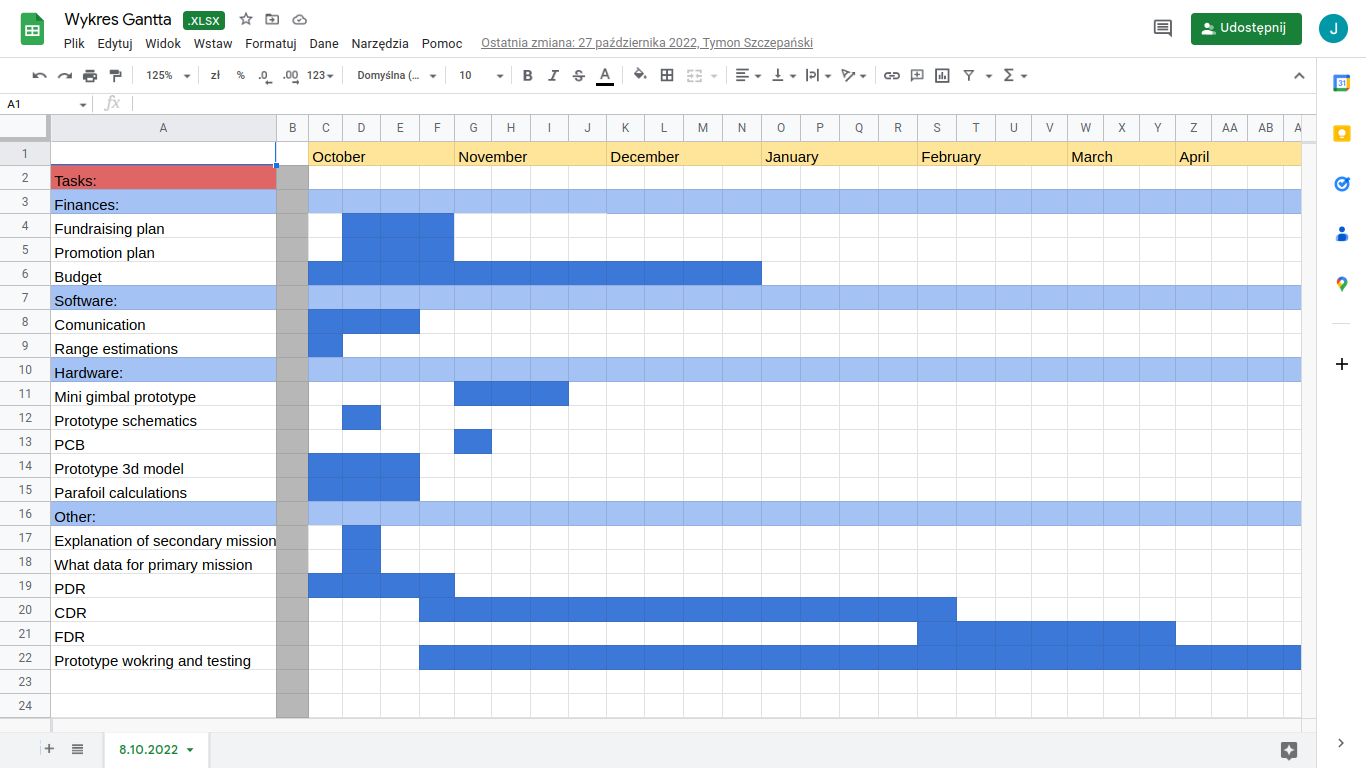 Wykres Gantta .XLSX
Plik Edytuj Widok Wstaw Formatuj Dane Narzędzia Pomoc Ostatnia zmiana: 27 października 2022, Tymon Szczepański
Udostępnij J
125% zł % .0 .00 123 Domyślna (... 10 B I S A Σ
31
A1 fx
A B C D E F G H I J K L M N O P Q R S T U V W X Y Z AA AB A
1 October November December January February March April
2 Tasks:
3 Finances:
4 Fundraising plan
5 Promotion plan
6 Budget
7 Software:
8 Comunication
9 Range estimations
10 Hardware:
11 Mini gimbal prototype
12 Prototype schematics
13 PCB
14 Prototype 3d model
15 Parafoil calculations
16 Other:
17 Explanation of secondary mission
18 What data for primary mission
19 PDR
20 CDR
21 FDR
22 Prototype wokring and testing
23
24
8.10.2022